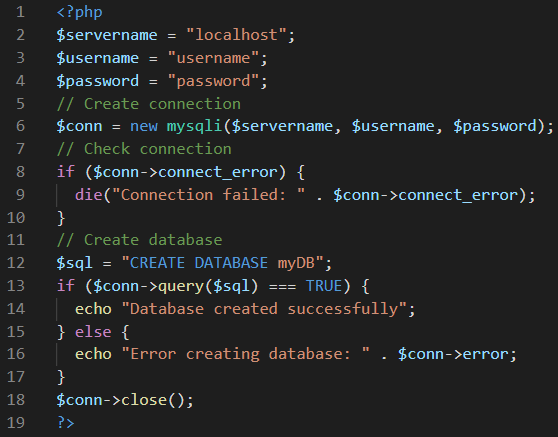 1 <?php
2 $servername = "localhost";
3 $username = "username";
4 $password = "password";
5 // Create connection
6 $conn = new mysqli($servername, $username, $password);
7 // Check connection
8 if ($conn->connect_error) {
9   die("Connection failed: " . $conn->connect_error);
10 }
11 // Create database
12 $sql = "CREATE DATABASE myDB";
13 if ($conn->query($sql) === TRUE) {
14   echo "Database created successfully";
15 } else {
16   echo "Error creating database: " . $conn->error;
17 }
18 $conn->close();
19 ?>